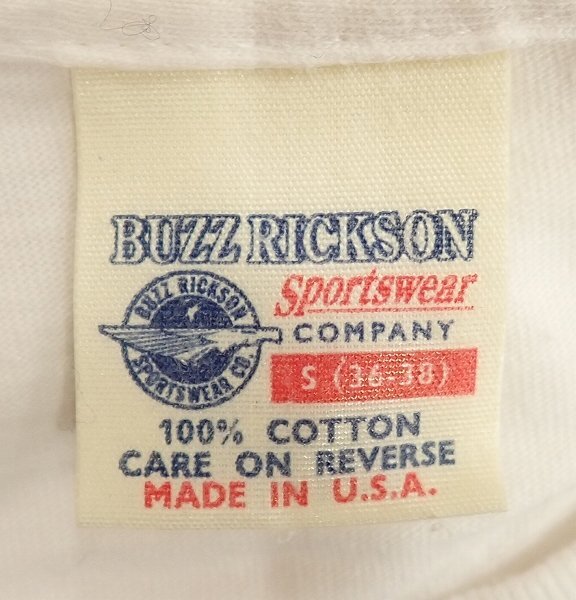 BUZZ RICKSON
BUZZ RICKSON
SPORTSWEAR CO.
Sportswear
COMPANY
S (36-38)
100% COTTON
CARE ON REVERSE
MADE IN U.S.A.